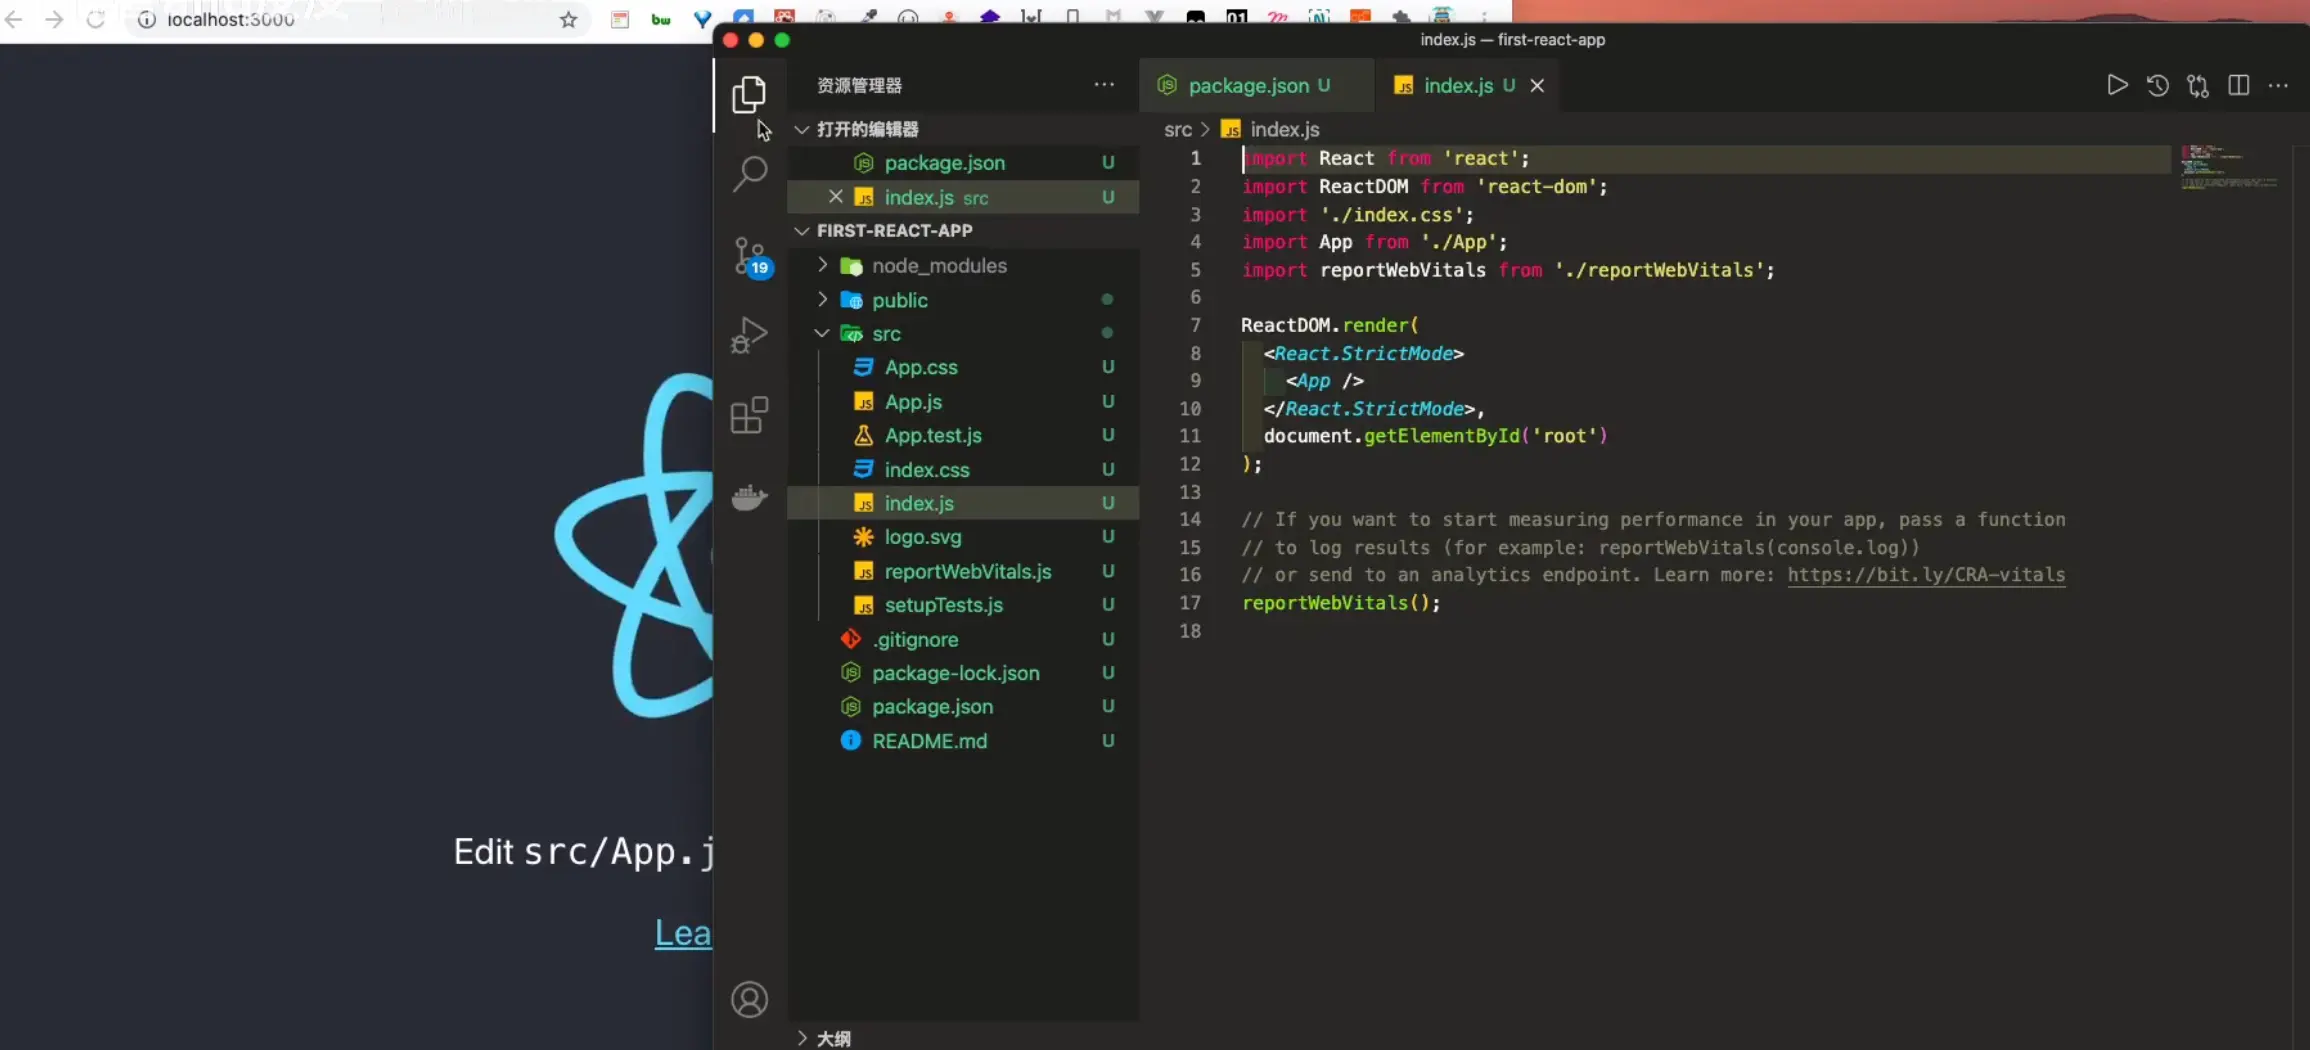 localhost:3000
bw
01
index.js — first-react-app
资源管理器
打开的编辑器
package.json U
index.js src U
FIRST-REACT-APP
node_modules
public
src
App.css U
App.js U
App.test.js U
index.css U
index.js U
logo.svg U
reportWebVitals.js U
setupTests.js U
.gitignore U
package-lock.json U
package.json U
README.md U
大纲
19
package.json U
index.js U
src > index.js
1 import React from 'react';
2 import ReactDOM from 'react-dom';
3 import './index.css';
4 import App from './App';
5 import reportWebVitals from './reportWebVitals';
6
7 ReactDOM.render(
8 <React.StrictMode>
9 <App />
10 </React.StrictMode>,
11 document.getElementById('root')
12 );
13
14 // If you want to start measuring performance in your app, pass a function
15 // to log results (for example: reportWebVitals(console.log))
16 // or send to an analytics endpoint. Learn more: https://bit.ly/CRA-vitals
17 reportWebVitals();
18
Edit src/App.j
Lea